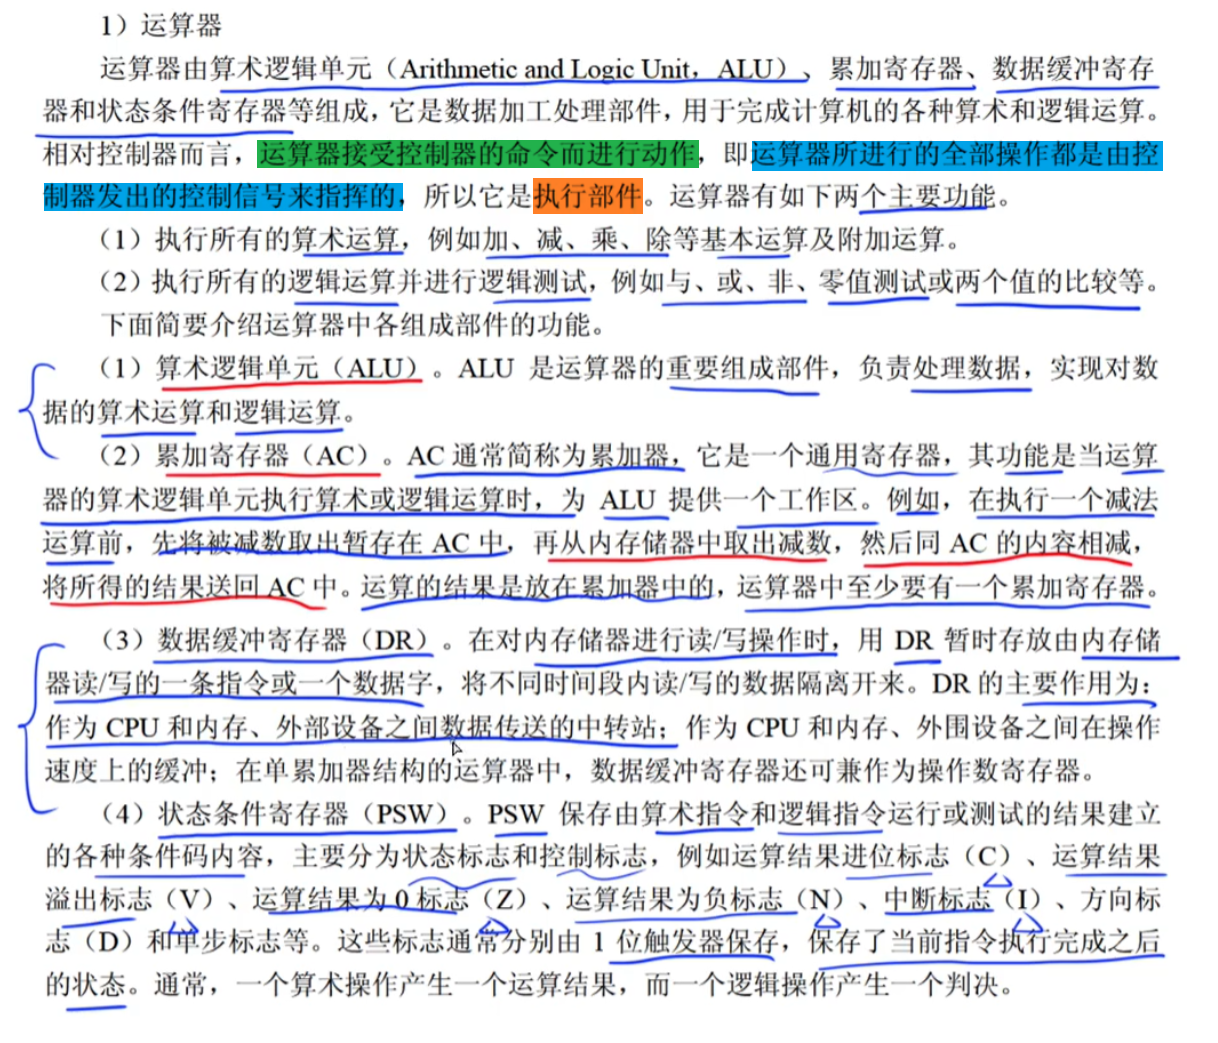 1）运算器
运算器由算术逻辑单元（Arithmetic and Logic Unit，ALU）、累加寄存器、数据缓冲寄存
器和状态条件寄存器等组成，它是数据加工处理部件，用于完成计算机的各种算术和逻辑运算。
相对控制器而言，运算器接受控制器的命令而进行动作，即运算器所进行的全部操作都是由控
制器发出的控制信号来指挥的，所以它是执行部件。运算器有如下两个主要功能。
（1）执行所有的算术运算，例如加、减、乘、除等基本运算及附加运算。
（2）执行所有的逻辑运算并进行逻辑测试，例如与、或、非、零值测试或两个值的比较等。
下面简要介绍运算器中各组成部件的功能。
（1）算术逻辑单元（ALU）。ALU 是运算器的重要组成部件，负责处理数据，实现对数
据的算术运算和逻辑运算。
（2）累加寄存器（AC）。AC 通常简称为累加器，它是一个通用寄存器，其功能是当运算
器的算术逻辑单元执行算术或逻辑运算时，为 ALU 提供一个工作区。例如，在执行一个减法
运算前，先将被减数取出暂存在 AC 中，再从内存储器中取出减数，然后同 AC 的内容相减，
将所得的结果送回 AC 中。运算的结果是放在累加器中的，运算器中至少要有一个累加寄存器。
（3）数据缓冲寄存器（DR）。在对内存储器进行读/写操作时，用 DR 暂时存放由内存储
器读/写的一条指令或一个数据字，将不同时间段内读/写的数据隔离开来。DR 的主要作用为：
作为 CPU 和内存、外部设备之间数据传送的中转站；作为 CPU 和内存、外围设备之间在操作
速度上的缓冲；在单累加器结构的运算器中，数据缓冲寄存器还可兼作为操作数寄存器。
（4）状态条件寄存器（PSW）。PSW 保存由算术指令和逻辑指令运行或测试的结果建立
的各种条件码内容，主要分为状态标志和控制标志，例如运算结果进位标志（C）、运算结果
溢出标志（V）、运算结果为 0 标志（Z）、运算结果为负标志（N）、中断标志（I）、方向标
志（D）和单步标志等。这些标志通常分别由 1 位触发器保存，保存了当前指令执行完成之后
的状态。通常，一个算术操作产生一个运算结果，而一个逻辑操作产生一个判决。